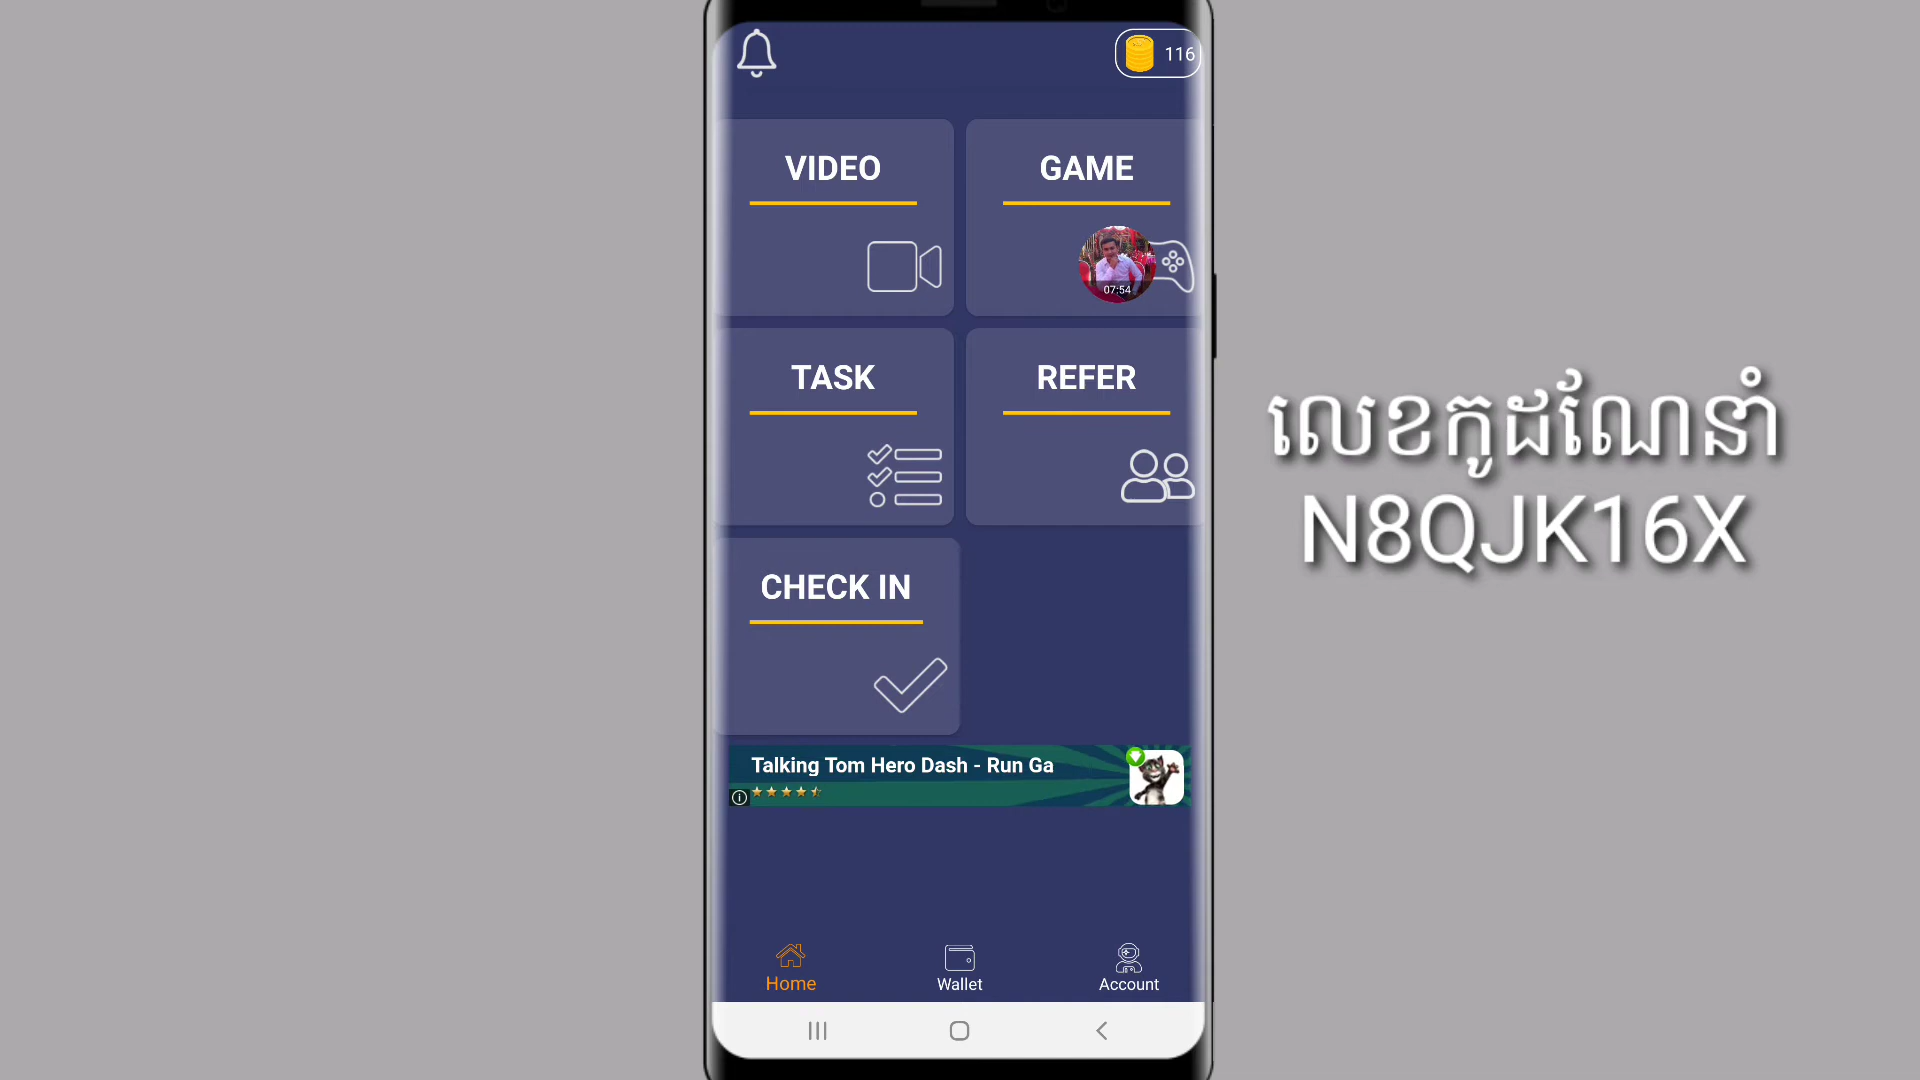 116
VIDEO
GAME
07:54
TASK
REFER
CHECK IN
Talking Tom Hero Dash - Run Ga
Home
Wallet
Account
លេខកូដណែនាំ
N8QJK16X